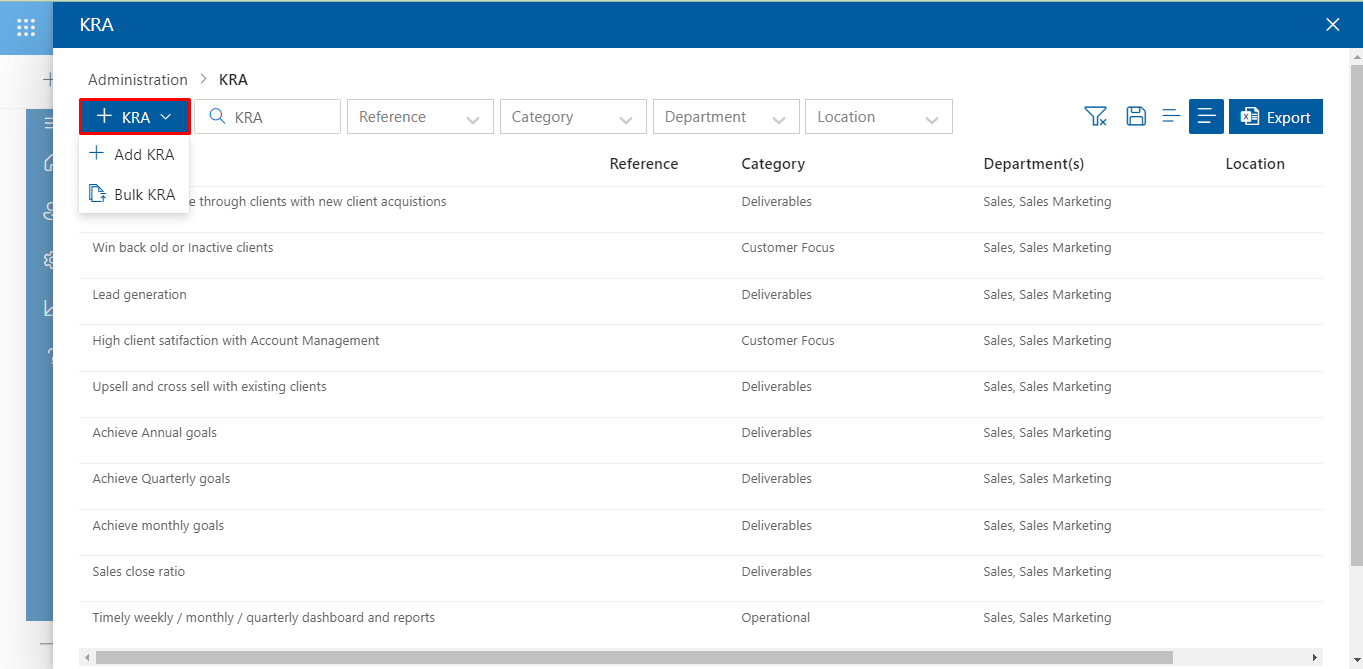 KRA
Administration > KRA
KRA KRA Reference Category Department Location Export
Add KRA
Bulk KRA
Reference Category Department(s) Location
through clients with new client acquistions Deliverables Sales, Sales Marketing
Win back old or Inactive clients Customer Focus Sales, Sales Marketing
Lead generation Deliverables Sales, Sales Marketing
High client satifaction with Account Management Customer Focus Sales, Sales Marketing
Upsell and cross sell with existing clients Deliverables Sales, Sales Marketing
Achieve Annual goals Deliverables Sales, Sales Marketing
Achieve Quarterly goals Deliverables Sales, Sales Marketing
Achieve monthly goals Deliverables Sales, Sales Marketing
Sales close ratio Deliverables Sales, Sales Marketing
Timely weekly / monthly / quarterly dashboard and reports Operational Sales, Sales Marketing